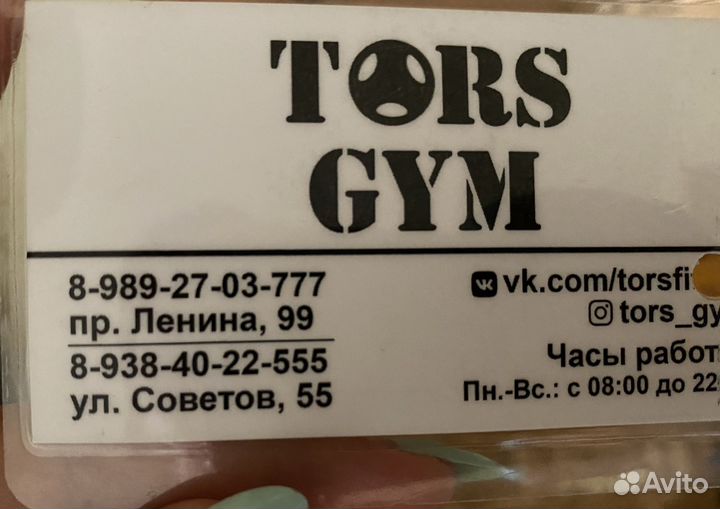 TORS
GYM
8-989-27-03-777
пр. Ленина, 99
8-938-40-22-555
ул. Советов, 55
vk.com/torsfi
tors_gy
Часы работ
Пн.-Вс.: с 08:00 до 22
Avito